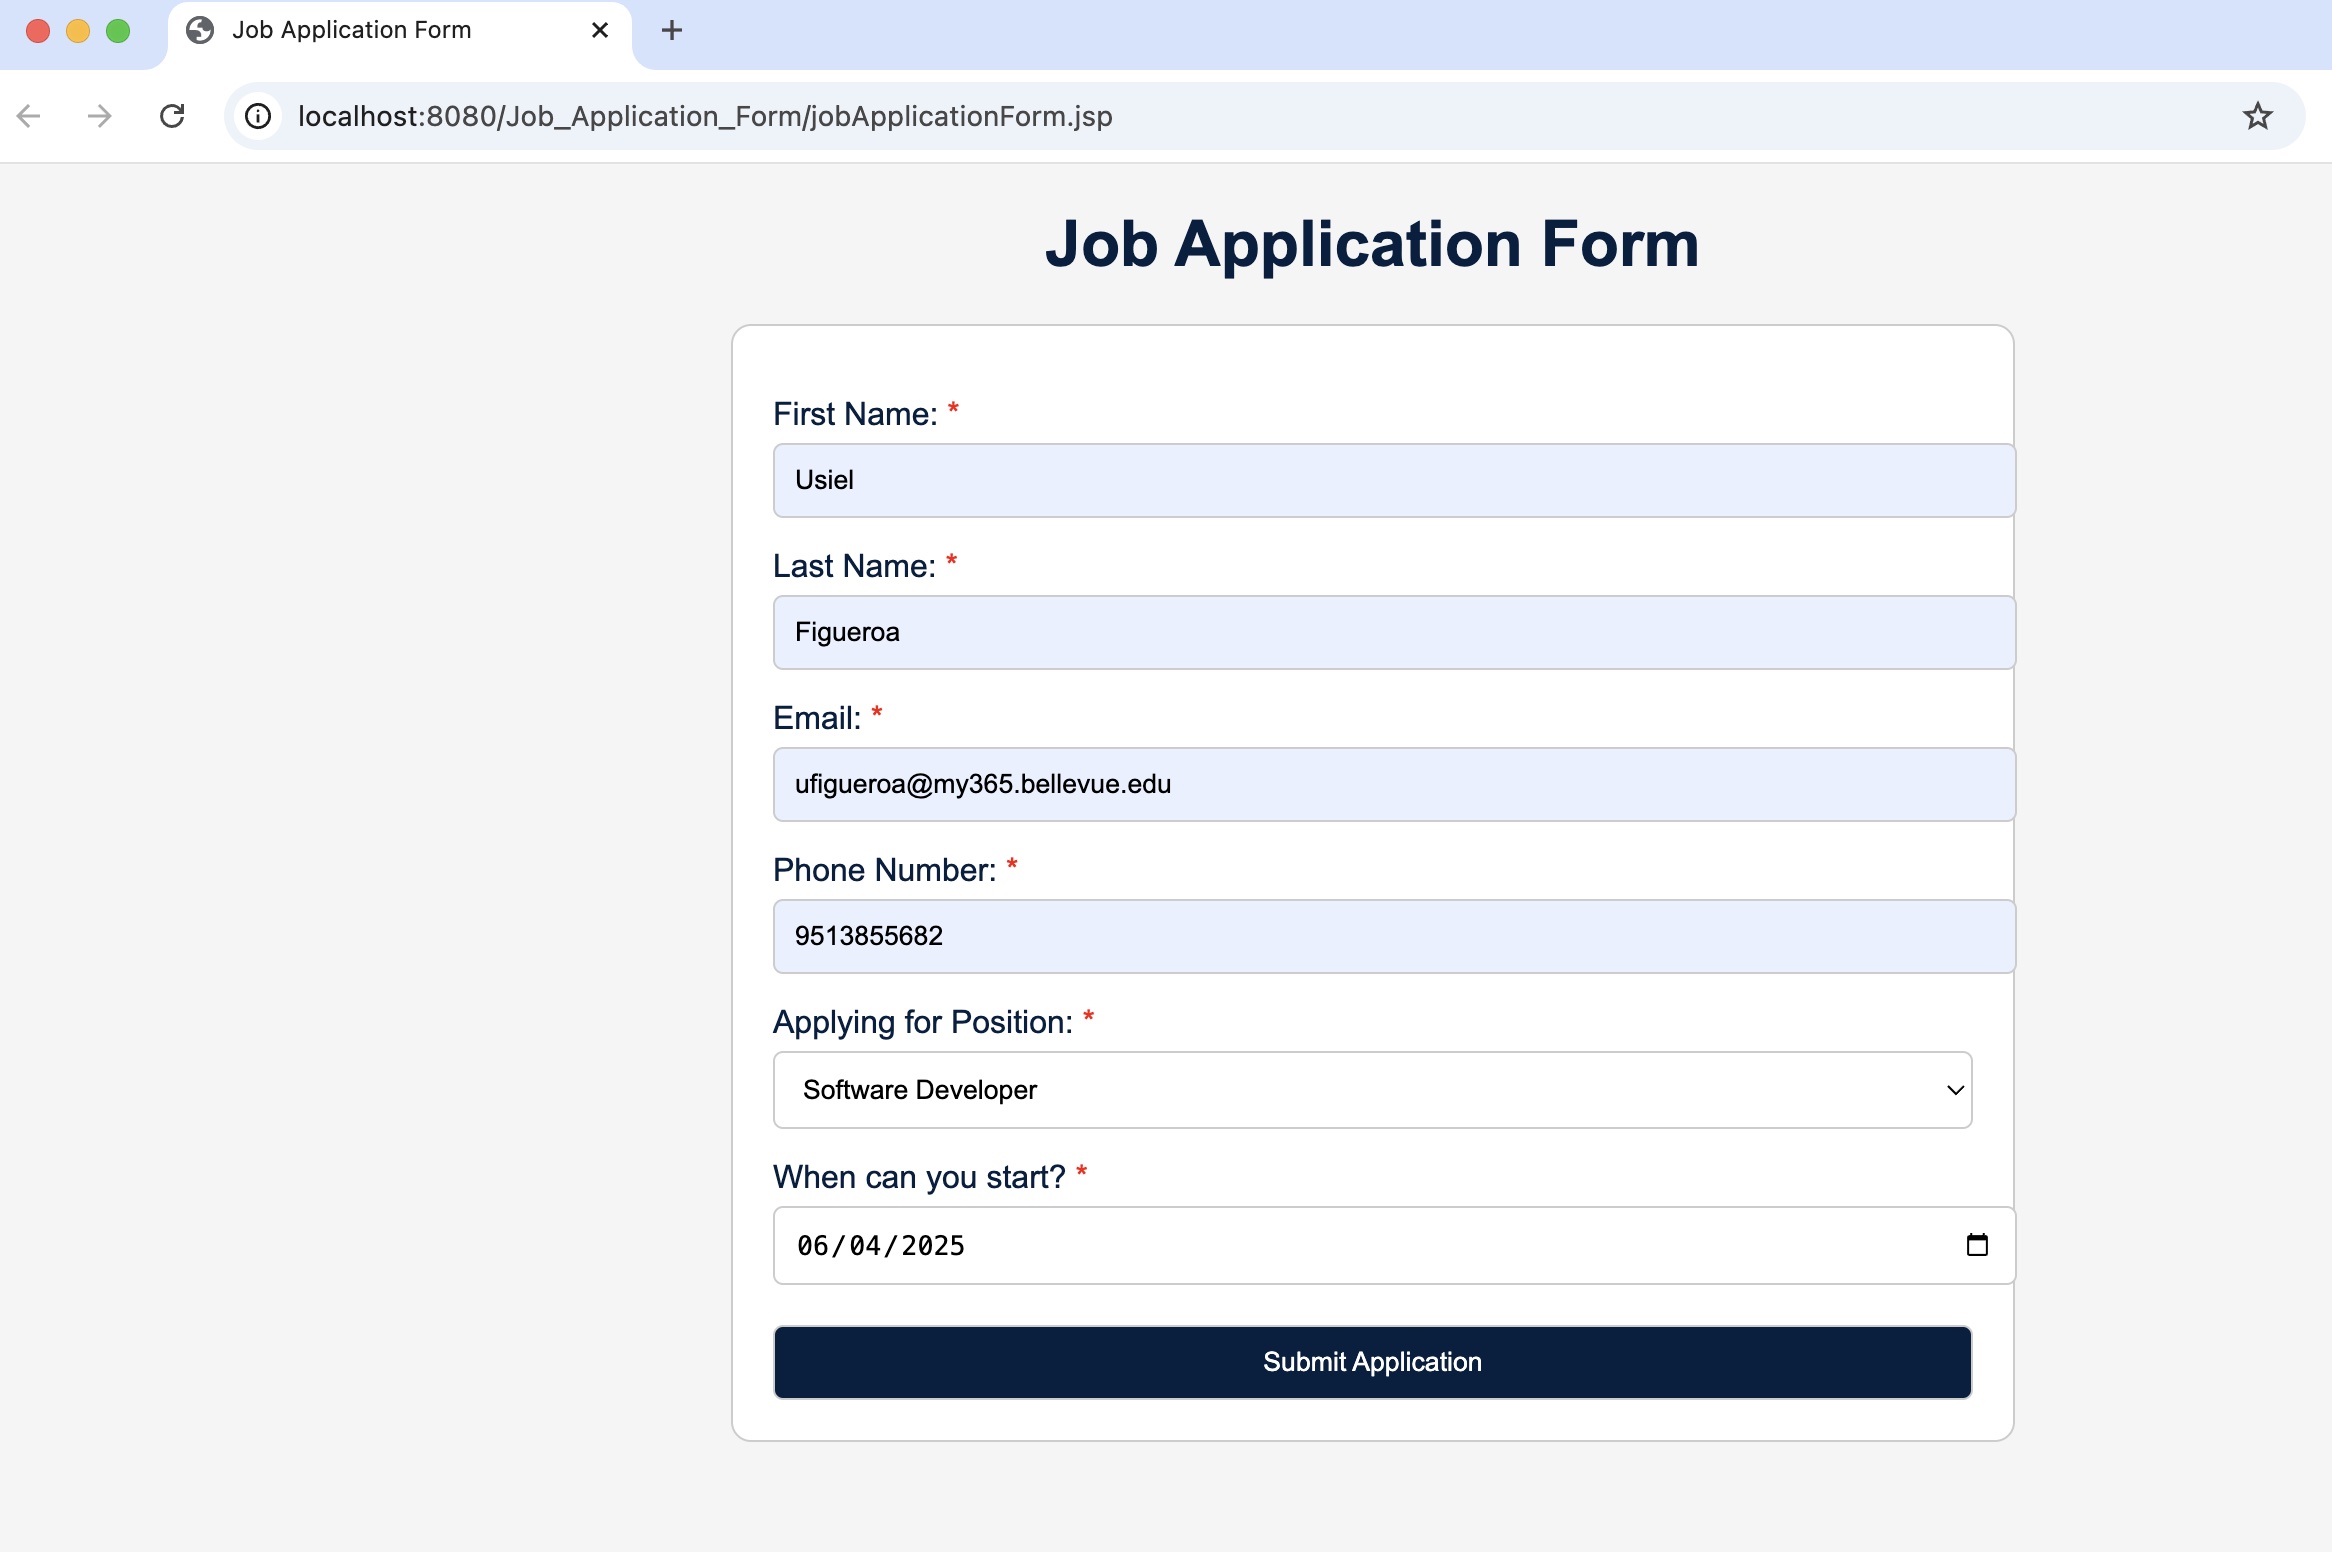 Job Application Form
localhost:8080/Job_Application_Form/jobApplicationForm.jsp
Job Application Form
First Name: *
Usiel
Last Name: *
Figueroa
Email: *
ufigueroa@my365.bellevue.edu
Phone Number: *
9513855682
Applying for Position: *
Software Developer
When can you start? *
06/04/2025
Submit Application